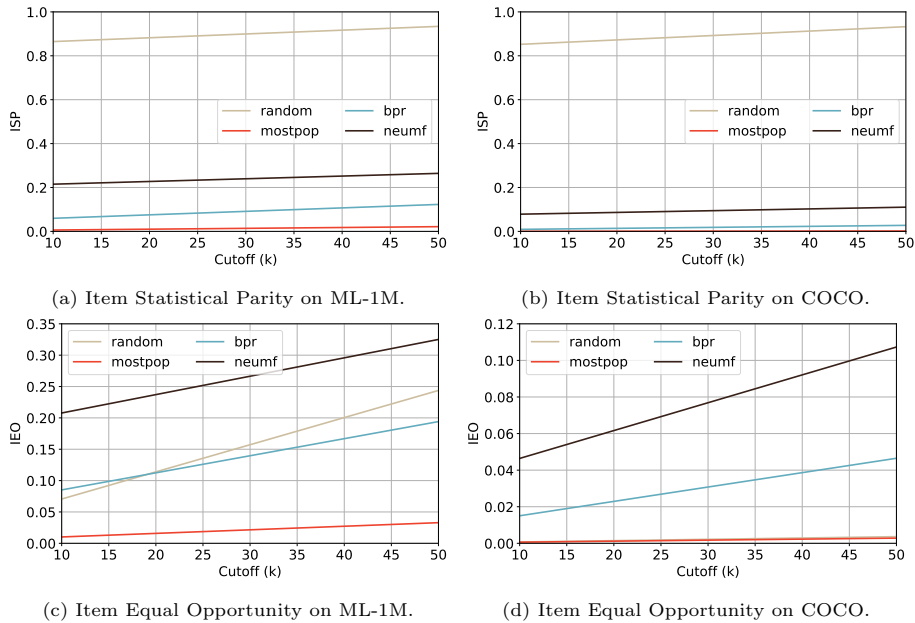 1.0 1.0
0.8 0.8
0.6 0.6
random bpr random bpr
mostpop neumf mostpop neumf
ISP ISP
0.4 0.4
0.2 0.2
0.0 0.0
10 15 20 25 30 35 40 45 50 10 15 20 25 30 35 40 45 50
Cutoff (k) Cutoff (k)
(a) Item Statistical Parity on ML-1M. (b) Item Statistical Parity on COCO.
0.35 0.12
random bpr random bpr
mostpop neumf mostpop neumf
0.30 0.10
0.25 0.08
0.20 0.06
IEO IEO
0.15 0.04
0.10 0.02
0.05
0.00 0.00
10 15 20 25 30 35 40 45 50 10 15 20 25 30 35 40 45 50
Cutoff (k) Cutoff (k)
(c) Item Equal Opportunity on ML-1M. (d) Item Equal Opportunity on COCO.